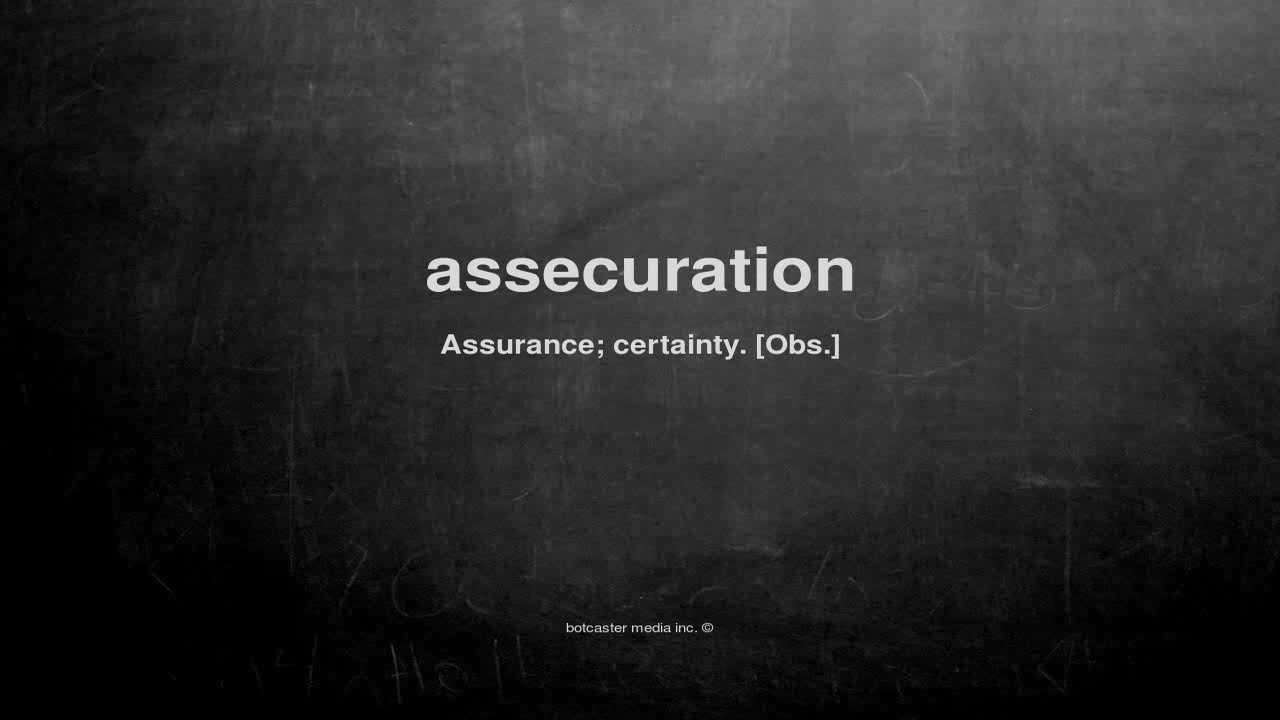 assecuration
Assurance; certainty. [Obs.]
botcaster media inc. ©